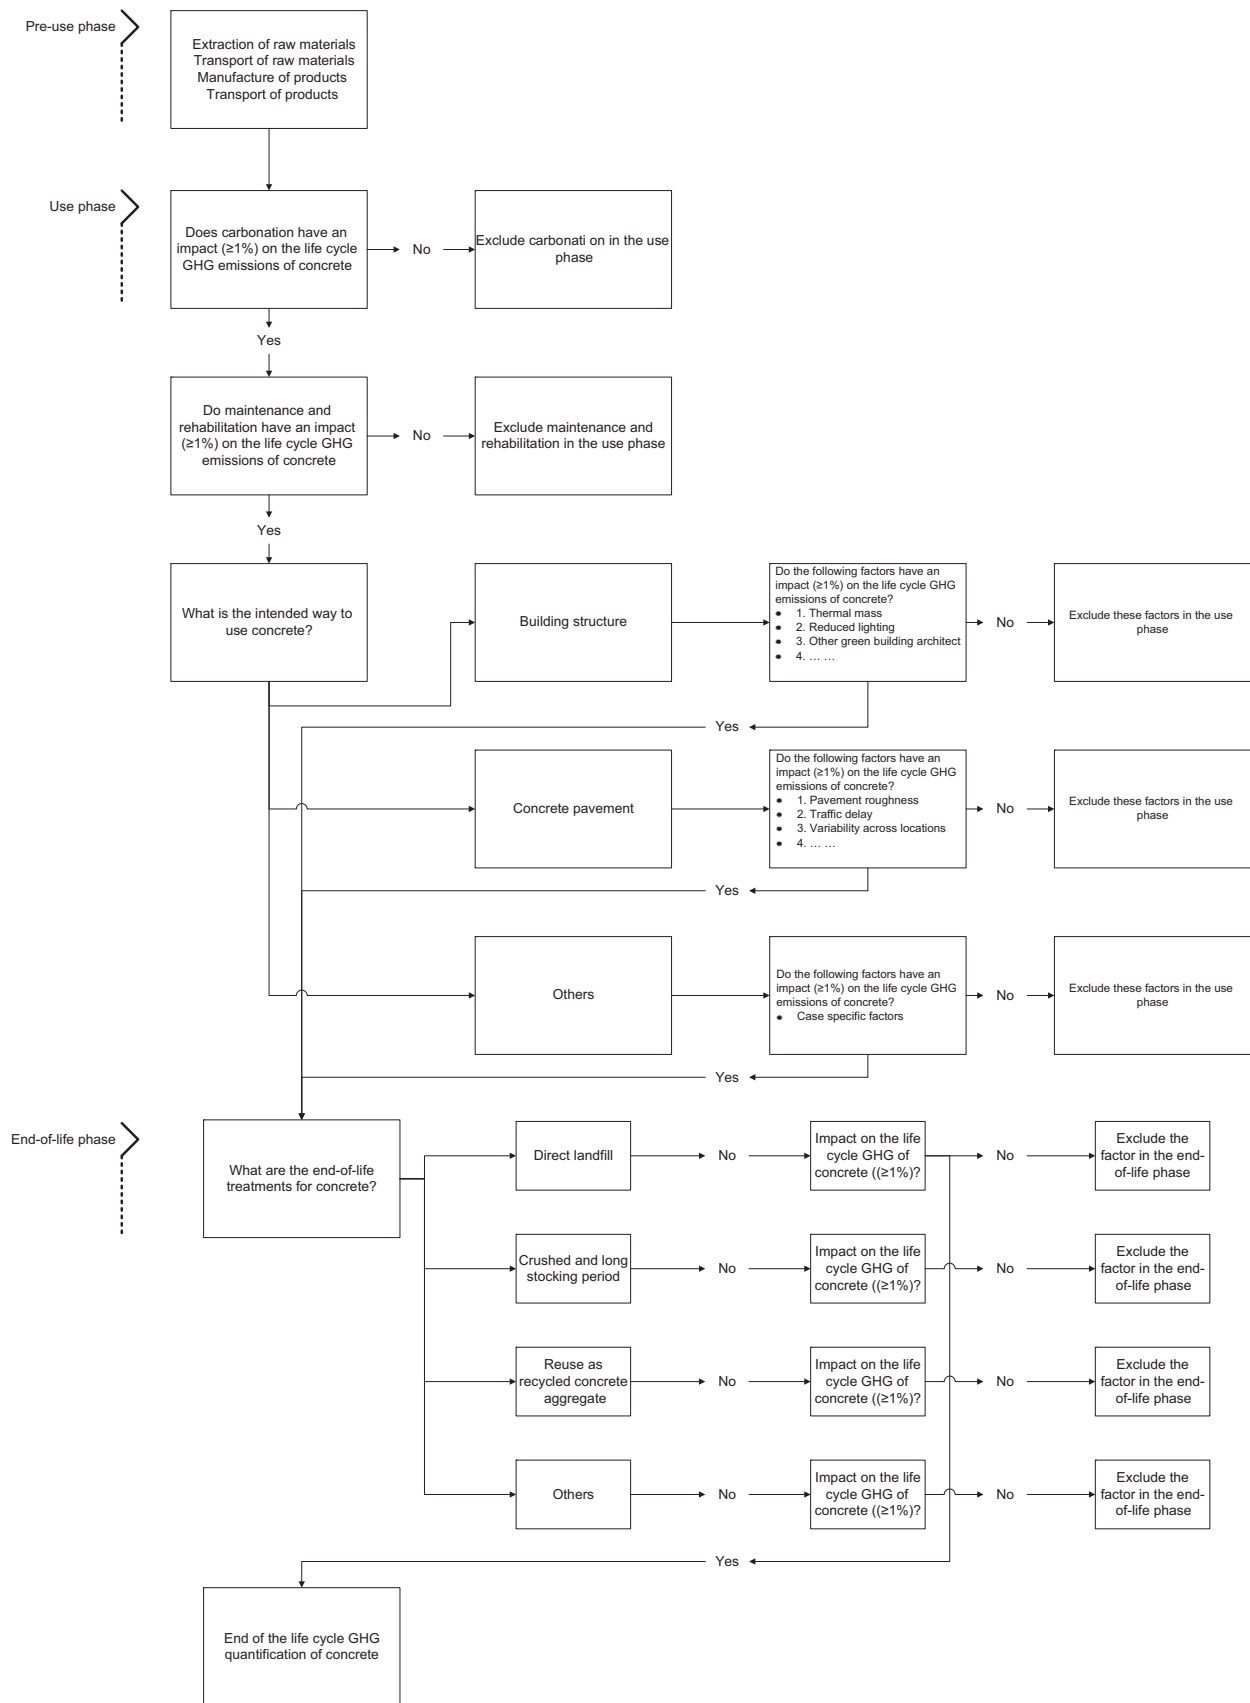 Pre-use phase
Extraction of raw materials
Transport of raw materials
Manufacture of products
Transport of products
Use phase
Does carbonation have an
impact (≥1%) on the life cycle
GHG emissions of concrete
No
Exclude carbonati on in the use
phase
Yes
Do maintenance and
rehabilitation have an impact
(≥1%) on the life cycle GHG
emissions of concrete
No
Exclude maintenance and
rehabilitation in the use phase
Yes
What is the intended way to
use concrete?
Building structure
Do the following factors have an
impact (≥1%) on the life cycle GHG
emissions of concrete?
• 1. Thermal mass
• 2. Reduced lighting
• 3. Other green building architect
• 4. … …
No
Exclude these factors in the use
phase
Yes
Concrete pavement
Do the following factors have an
impact (≥1%) on the life cycle GHG
emissions of concrete?
• 1. Pavement roughness
• 2. Traffic delay
• 3. Variability across locations
• 4. … …
No
Exclude these factors in the use
phase
Yes
Others
Do the following factors have an
impact (≥1%) on the life cycle GHG
emissions of concrete?
• Case specific factors
No
Exclude these factors in the use
phase
Yes
End-of-life phase
What are the end-of-life
treatments for concrete?
Direct landfill
No
Impact on the life
cycle GHG of
concrete ((≥1%)?
No
Exclude the
factor in the end-
of-life phase
Crushed and long
stocking period
No
Impact on the life
cycle GHG of
concrete ((≥1%)?
No
Exclude the
factor in the end-
of-life phase
Reuse as
recycled concrete
aggregate
No
Impact on the life
cycle GHG of
concrete ((≥1%)?
No
Exclude the
factor in the end-
of-life phase
Others
No
Impact on the life
cycle GHG of
concrete ((≥1%)?
No
Exclude the
factor in the end-
of-life phase
Yes
End of the life cycle GHG
quantification of concrete